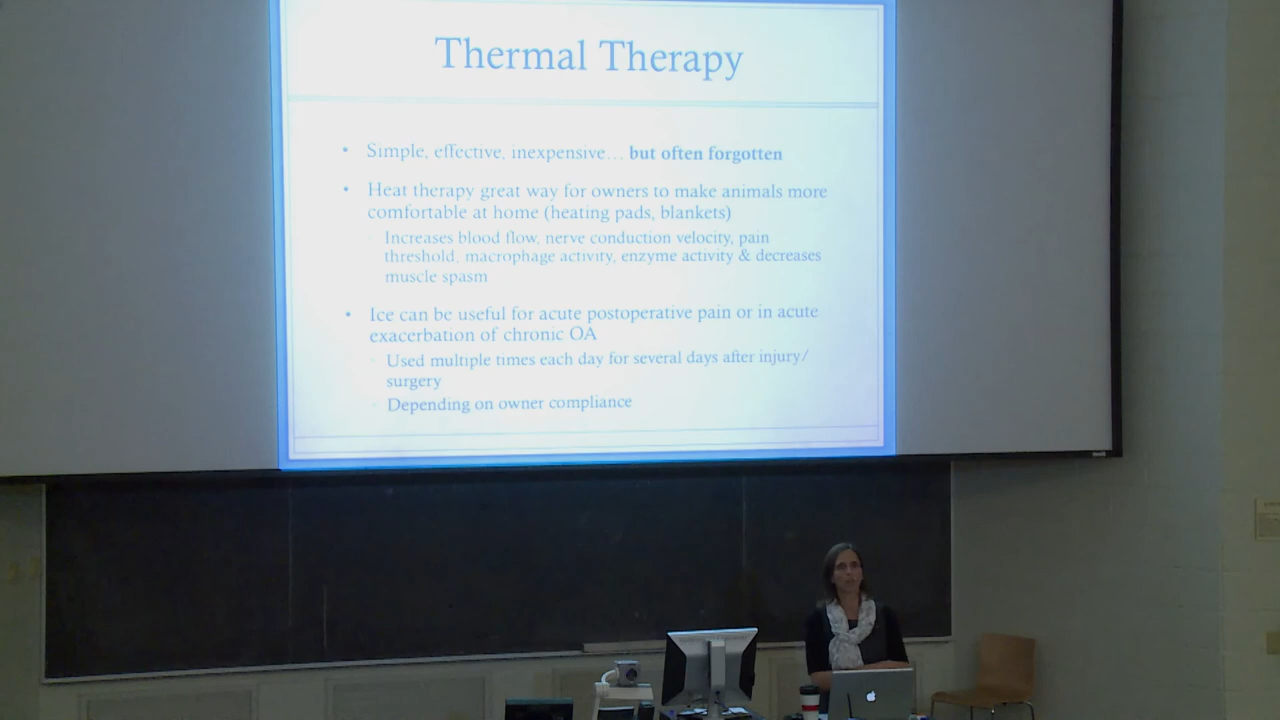 Thermal Therapy
• Simple, effective, inexpensive… but often forgotten
• Heat therapy great way for owners to make animals more
comfortable at home (heating pads, blankets)
Increases blood flow, nerve conduction velocity, pain
threshold, macrophage activity, enzyme activity & decreases
muscle spasm
• Ice can be useful for acute postoperative pain or in acute
exacerbation of chronic OA
Used multiple times each day for several days after injury/
surgery
Depending on owner compliance